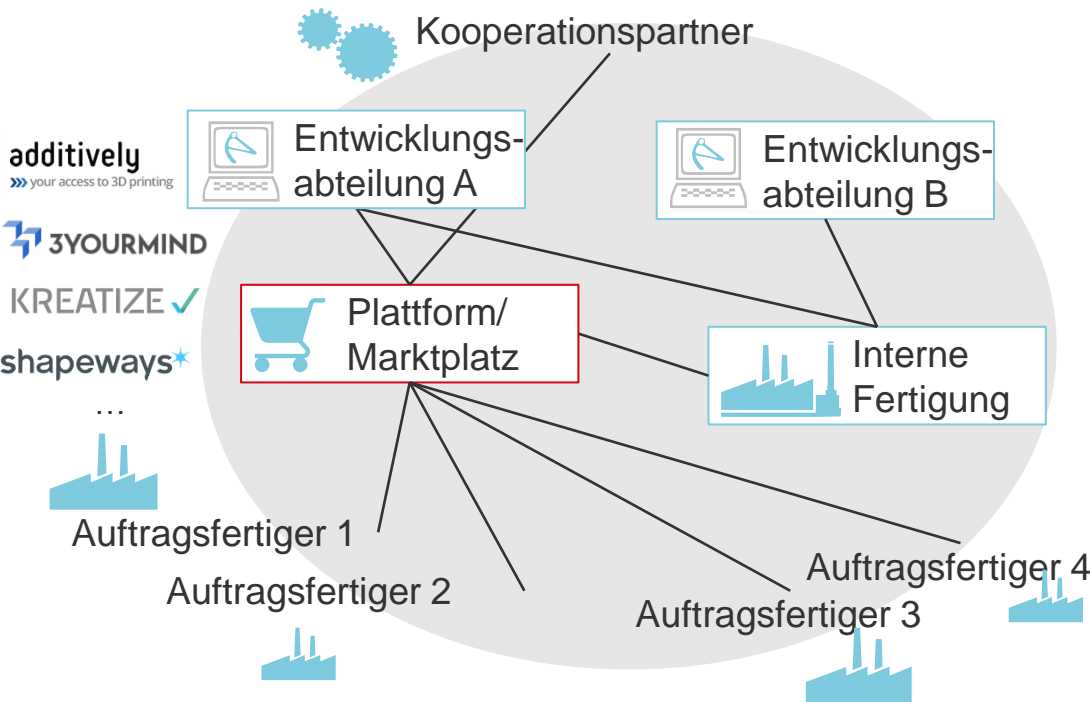 Kooperationspartner
Entwicklungs-
abteilung A
Entwicklungs-
abteilung B
additively
your access to 3D printing
3YOURMIND
KREATIZE
shapeways
…
Plattform/
Marktplatz
Interne
Fertigung
Auftragsfertiger 1
Auftragsfertiger 2
Auftragsfertiger 3
Auftragsfertiger 4